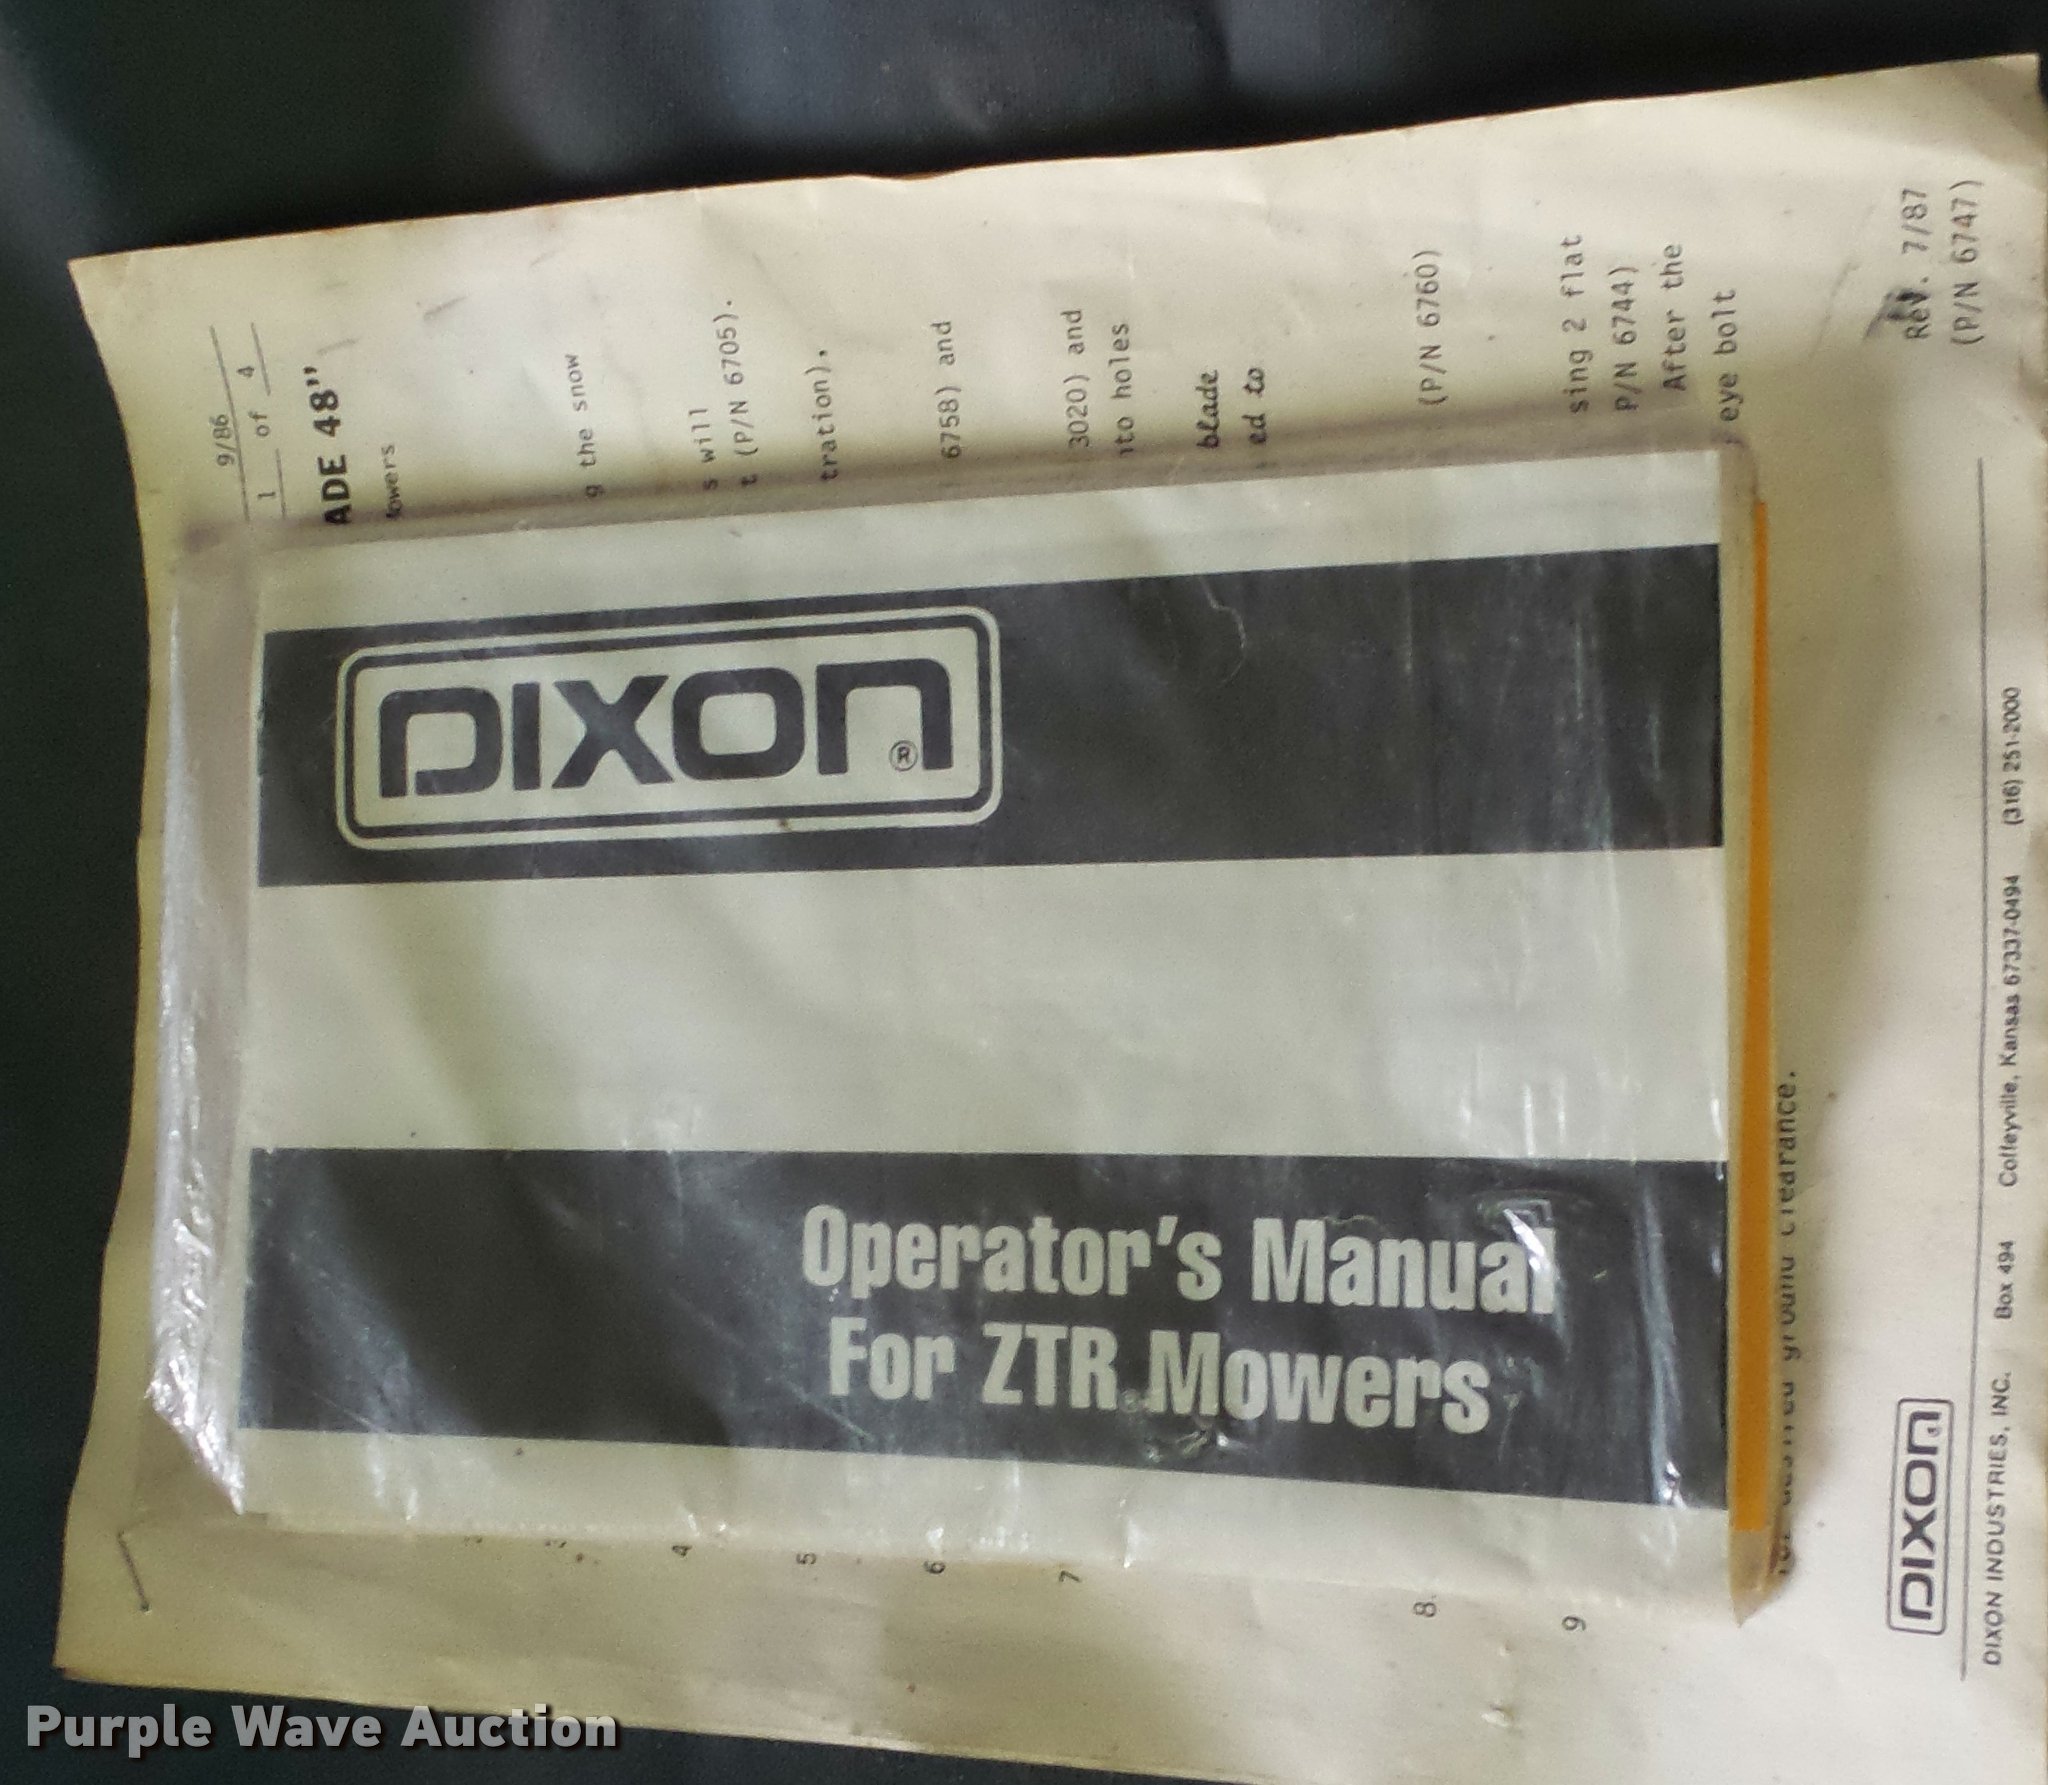 9/86
1 of 4
ADE 48"
the snow
s will
t (P/N 6705).
tration).
6758) and
3020) and
holes
blade
ed to
(P/N 6760)
sing 2 flat
P/N 6744)
After the
eye bolt
clearance.
4
5
6
7
8.
9
Rev. 7/87
(P/N 6747)
DIXON®
Operator's Manual
For ZTR Mowers
DIXON
DIXON INDUSTRIES, INC. Box 494 Coffeyville, Kansas 67337-0494 (316) 251-2000
Purple Wave Auction